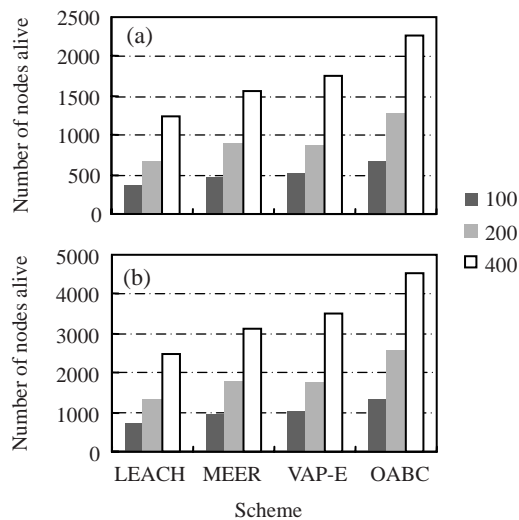 Number of nodes alive
2500
2000
1500
1000
500
0
(a)
Number of nodes alive
5000
4000
3000
2000
1000
0
(b)
LEACH MEER VAP-E OABC
Scheme
100
200
400